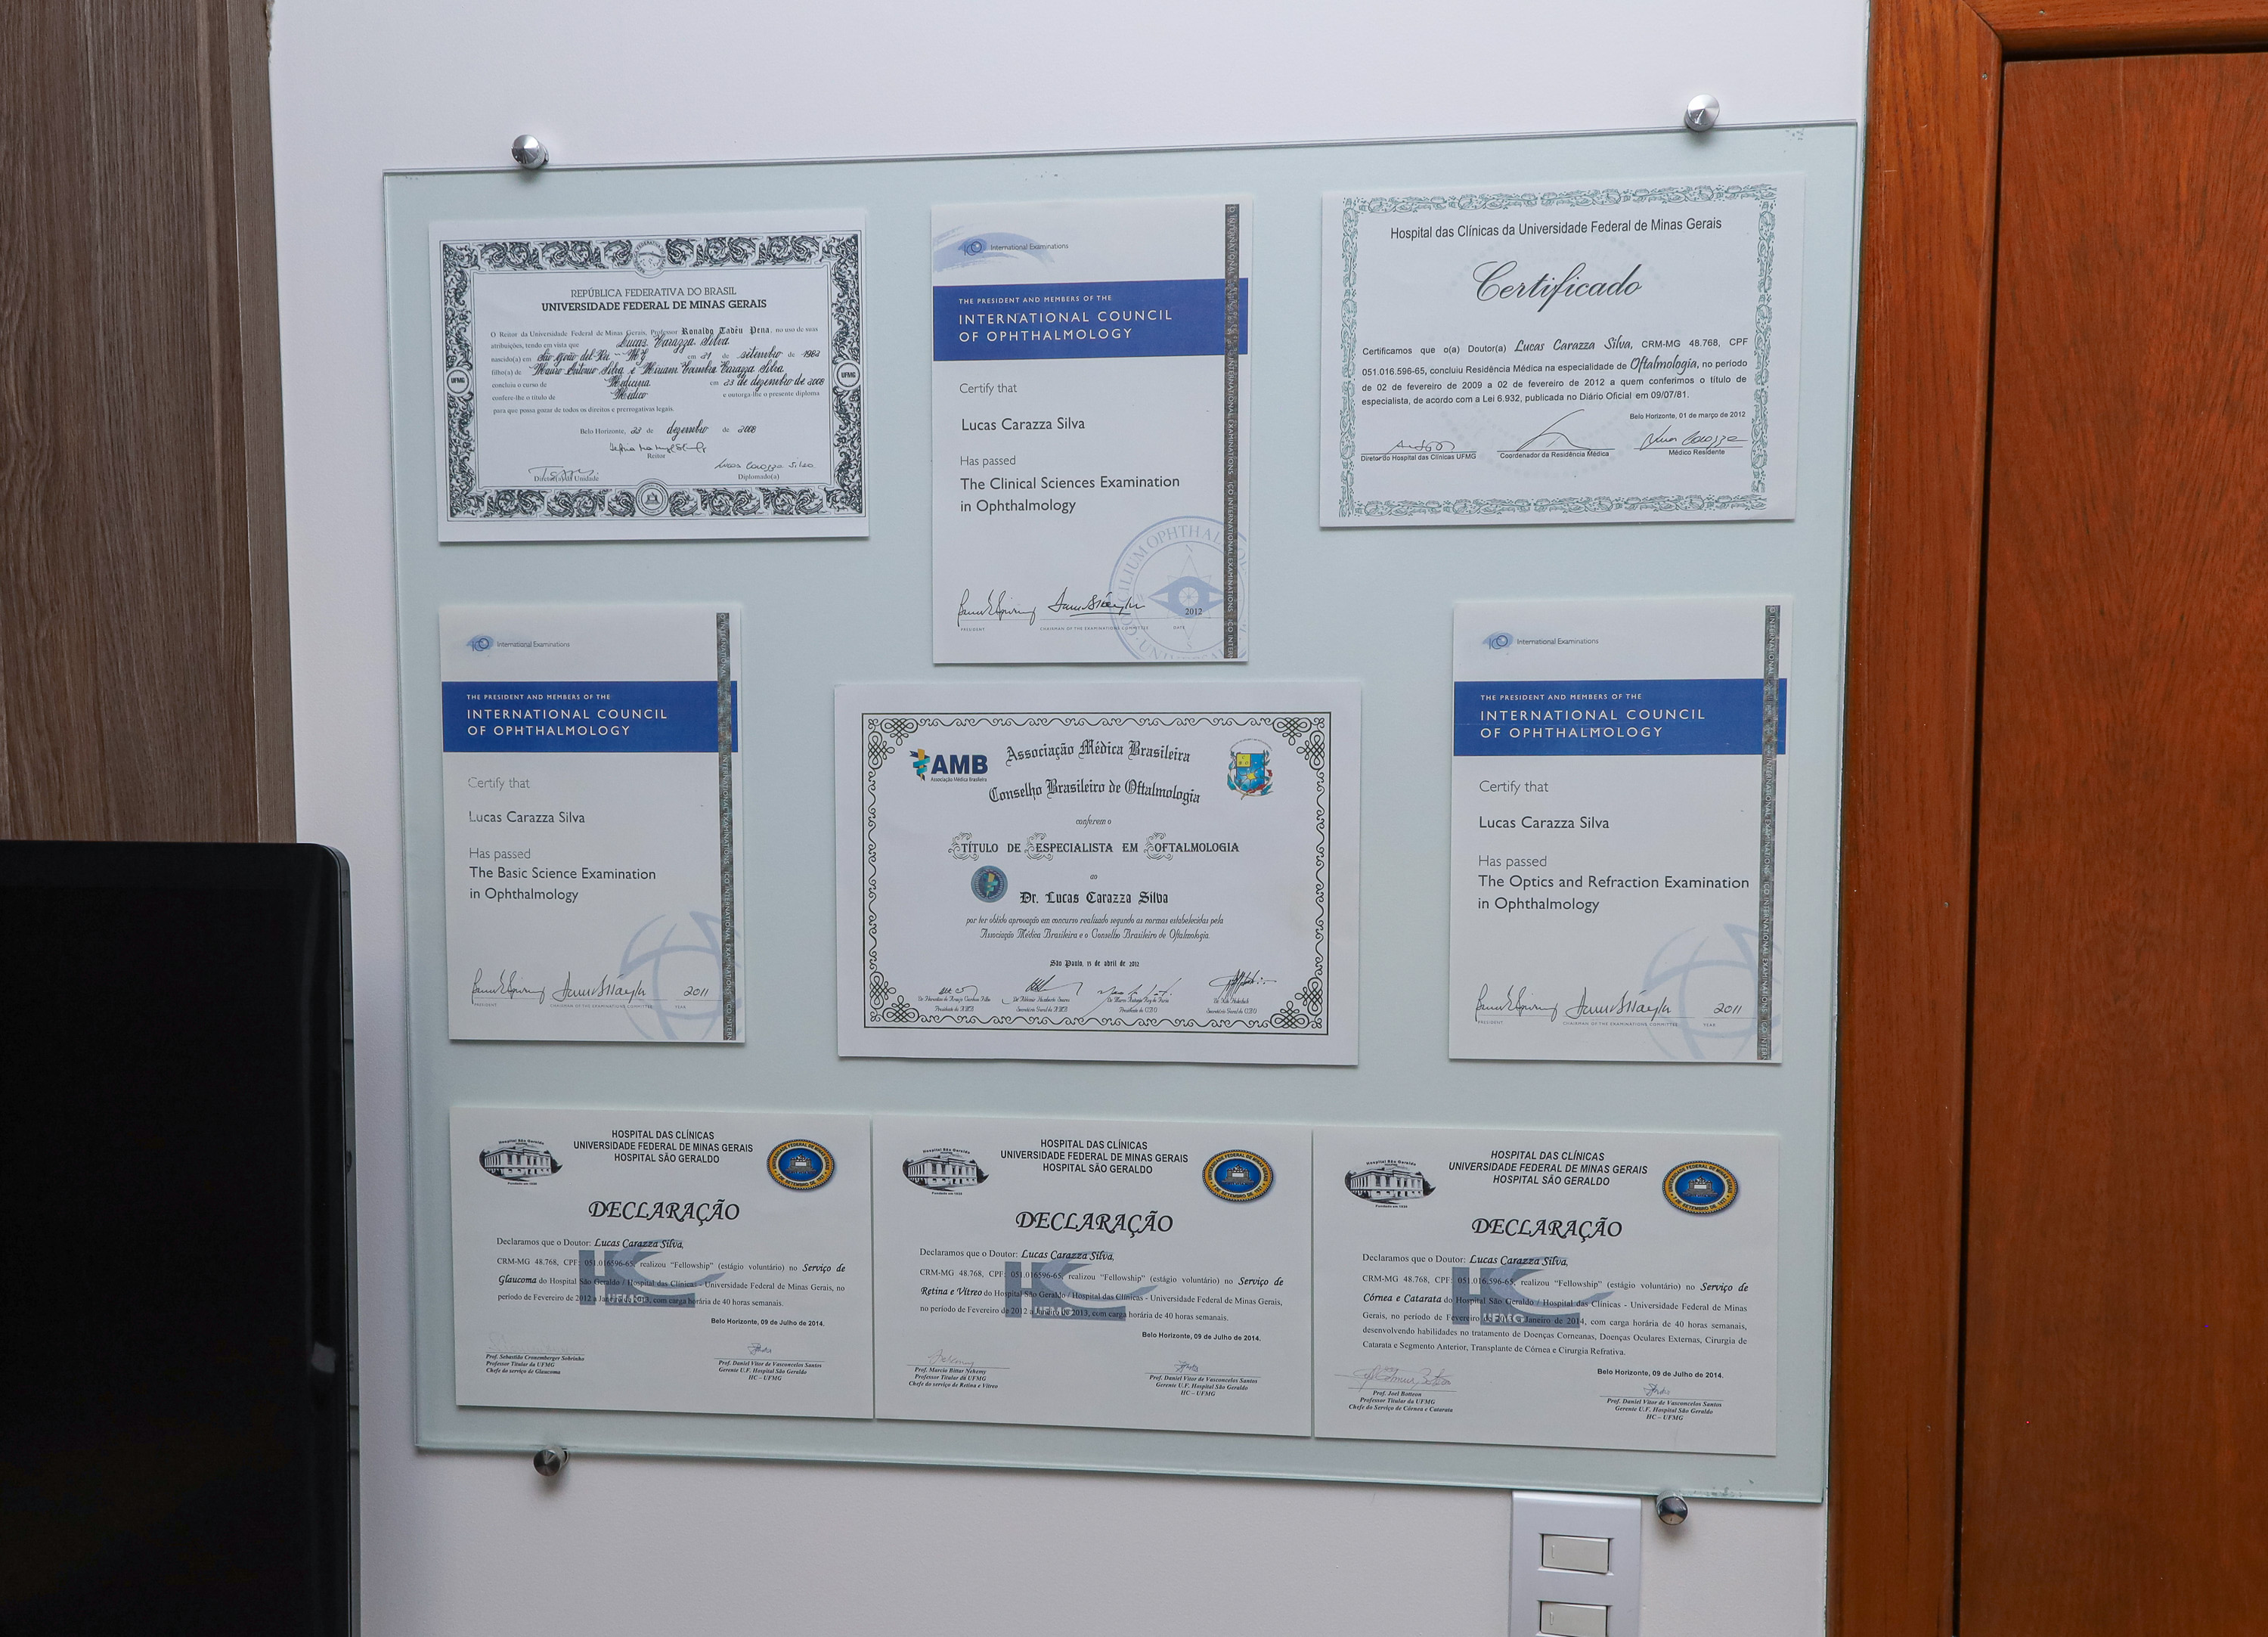 REPÚBLICA FEDERATIVA DO BRASIL
UNIVERSIDADE FEDERAL DE MINAS GERAIS
O Reitor da Universidade Federal de Minas Gerais, Professor Ronaldo Tadêu Pena, no uso de suas
atribuições, tendo em vista que Lucas Carazza Silva
nascido(a) em São João del-Rei - MG em 21 de setembro de 1984
filho(a) de Mauro Antonio Silva e Miriam Coimbra Carazza Silva
concluiu o curso de Medicina em 23 de dezembro de 2008
confere-lhe o título de Médico e outorga-lhe o presente diploma
para que possa gozar de todos os direitos e prerrogativas legais.
Belo Horizonte, 23 de dezembro de 2008
Reitor
Diretor(a) da Unidade
Diplomado(a)
UFMG
UFMG
ICO International Examinations
THE PRESIDENT AND MEMBERS OF THE
INTERNATIONAL COUNCIL
OF OPHTHALMOLOGY
Certify that
Lucas Carazza Silva
Has passed
The Clinical Sciences Examination
in Ophthalmology
2012
PRESIDENT
CHAIRMAN OF THE EXAMINATIONS COMMITTEE
DATE
Hospital das Clínicas da Universidade Federal de Minas Gerais
Certificado
Certificamos que o(a) Doutor(a) Lucas Carazza Silva, CRM-MG 48.768, CPF
051.016.596-65, concluiu Residência Médica na especialidade de Oftalmologia, no período
de 02 de fevereiro de 2009 a 02 de fevereiro de 2012 a quem conferimos o título de
especialista, de acordo com a Lei 6.932, publicada no Diário Oficial em 09/07/81.
Belo Horizonte, 01 de março de 2012
Diretor do Hospital das Clínicas UFMG
Coordenador da Residência Médica
Médico Residente
ICO International Examinations
THE PRESIDENT AND MEMBERS OF THE
INTERNATIONAL COUNCIL
OF OPHTHALMOLOGY
Certify that
Lucas Carazza Silva
Has passed
The Basic Science Examination
in Ophthalmology
2011
PRESIDENT
CHAIRMAN OF THE EXAMINATIONS COMMITTEE
YEAR
AMB
Associação Médica Brasileira
Associação Médica Brasileira
Conselho Brasileiro de Oftalmologia
conferem o
TÍTULO DE ESPECIALISTA EM OFTALMOLOGIA
ao
Dr. Lucas Carazza Silva
por ter obtido aprovação em concurso realizado segundo as normas estabelecidas pela
Associação Médica Brasileira e o Conselho Brasileiro de Oftalmologia.
São Paulo, 15 de abril de 2012
Presidente da AMB
Secretário Geral da AMB
Presidente do CBO
Secretário Geral do CBO
ICO International Examinations
THE PRESIDENT AND MEMBERS OF THE
INTERNATIONAL COUNCIL
OF OPHTHALMOLOGY
Certify that
Lucas Carazza Silva
Has passed
The Optics and Refraction Examination
in Ophthalmology
2011
PRESIDENT
CHAIRMAN OF THE EXAMINATIONS COMMITTEE
YEAR
Hospital São Geraldo
HOSPITAL DAS CLÍNICAS
UNIVERSIDADE FEDERAL DE MINAS GERAIS
HOSPITAL SÃO GERALDO
DECLARAÇÃO
Declaramos que o Doutor: Lucas Carazza Silva,
CRM-MG 48.768, CPF: 051.016596-65, realizou "Fellowship" (estágio voluntário) no Serviço de
Glaucoma do Hospital São Geraldo / Hospital das Clínicas - Universidade Federal de Minas Gerais, no
período de Fevereiro de 2012 a Janeiro de 2013, com carga horária de 40 horas semanais.
UFMG
Belo Horizonte, 09 de Julho de 2014.
Prof. Sebastião Cronemberger Sobrinho
Professor Titular da UFMG
Chefe do serviço de Glaucoma
Prof. Daniel Vitor de Vasconcelos Santos
Gerente U.F. Hospital São Geraldo
HC – UFMG
Hospital São Geraldo
HOSPITAL DAS CLÍNICAS
UNIVERSIDADE FEDERAL DE MINAS GERAIS
HOSPITAL SÃO GERALDO
DECLARAÇÃO
Declaramos que o Doutor: Lucas Carazza Silva,
CRM-MG 48.768, CPF: 051.016596-65, realizou "Fellowship" (estágio voluntário) no Serviço de
Retina e Vítreo do Hospital São Geraldo / Hospital das Clínicas - Universidade Federal de Minas Gerais,
no período de Fevereiro de 2012 a Janeiro de 2013, com carga horária de 40 horas semanais.
UFMG
Belo Horizonte, 09 de Julho de 2014.
Prof. Marcio Bittar Nehemy
Professor Titular da UFMG
Chefe do serviço de Retina e Vítreo
Prof. Daniel Vitor de Vasconcelos Santos
Gerente U.F. Hospital São Geraldo
HC – UFMG
Hospital São Geraldo
HOSPITAL DAS CLÍNICAS
UNIVERSIDADE FEDERAL DE MINAS GERAIS
HOSPITAL SÃO GERALDO
DECLARAÇÃO
Declaramos que o Doutor: Lucas Carazza Silva,
CRM-MG 48.768, CPF: 051.016.596-65, realizou "Fellowship" (estágio voluntário) no Serviço de
Córnea e Catarata do Hospital São Geraldo / Hospital das Clínicas - Universidade Federal de Minas
Gerais, no período de Fevereiro de Janeiro de 2014, com carga horária de 40 horas semanais,
desenvolvendo habilidades no tratamento de Doenças Corneanas, Doenças Oculares Externas, Cirurgia de
Catarata e Segmento Anterior, Transplante de Córnea e Cirurgia Refrativa.
UFMG
Belo Horizonte, 09 de Julho de 2014.
Prof. Joel Botteon
Professor Titular da UFMG
Chefe do Serviço de Córnea e Catarata
Prof. Daniel Vitor de Vasconcelos Santos
Gerente U.F. Hospital São Geraldo
HC – UFMG